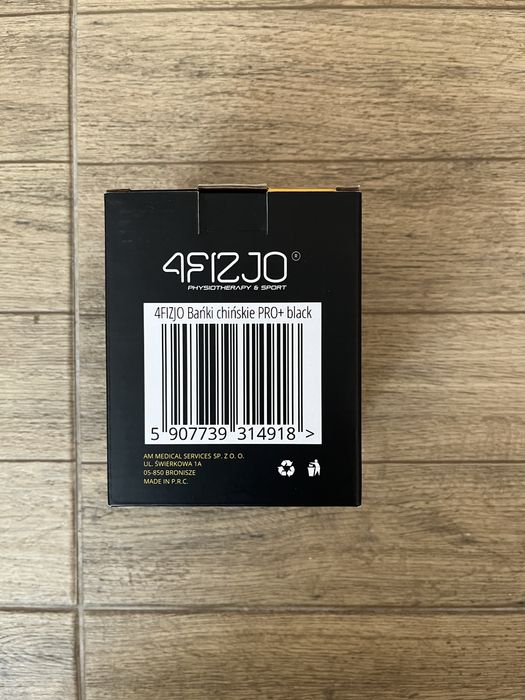 4FIZJO®
PHYSIOTHERAPY & SPORT
4FIZJO Bańki chińskie PRO+ black
5 907739 314918 >
AM MEDICAL SERVICES SP. Z O. O.
UL. ŚWIERKOWA 1A
05-850 BRONISZE
MADE IN P.R.C.